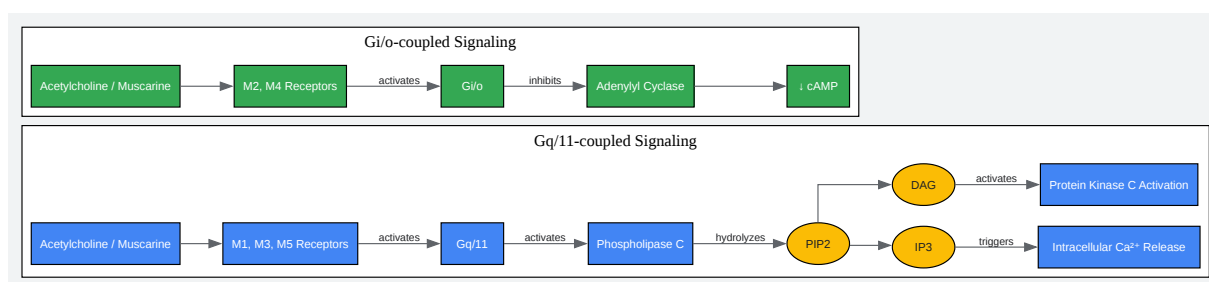 Gi/o-coupled Signaling
Acetylcholine / Muscarine
M2, M4 Receptors
activates
Gi/o
inhibits
Adenylyl Cyclase
↓ cAMP
Gq/11-coupled Signaling
Acetylcholine / Muscarine
M1, M3, M5 Receptors
activates
Gq/11
activates
Phospholipase C
hydrolyzes
PIP2
DAG
activates
Protein Kinase C Activation
IP3
triggers
Intracellular Ca²⁺ Release